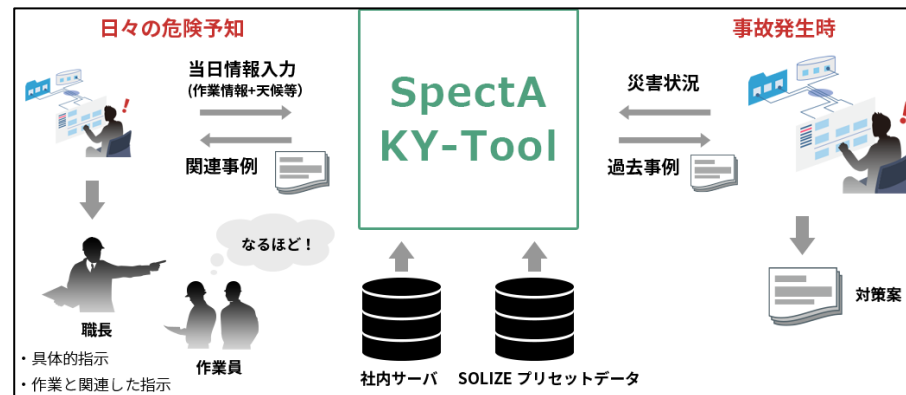 日々の危険予知
事故発生時
当日情報入力
(作業情報+天候等)
関連事例
SpectA
KY-Tool
災害状況
過去事例
なるほど！
職長
作業員
・具体的指示
・作業と関連した指示
社内サーバ
SOLIZE プリセットデータ
対策案